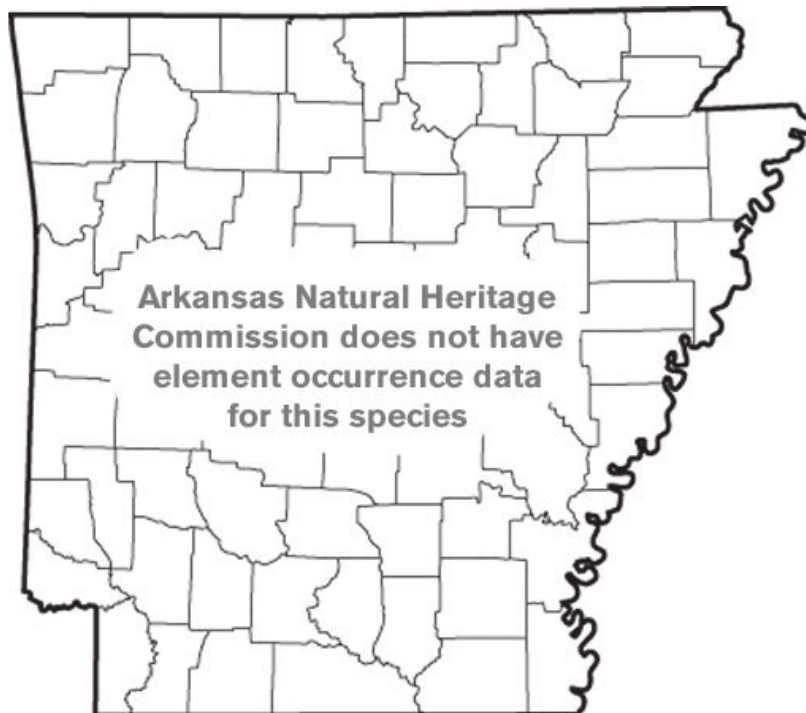 Arkansas Natural Heritage
Commission does not have
element occurrence data
for this species